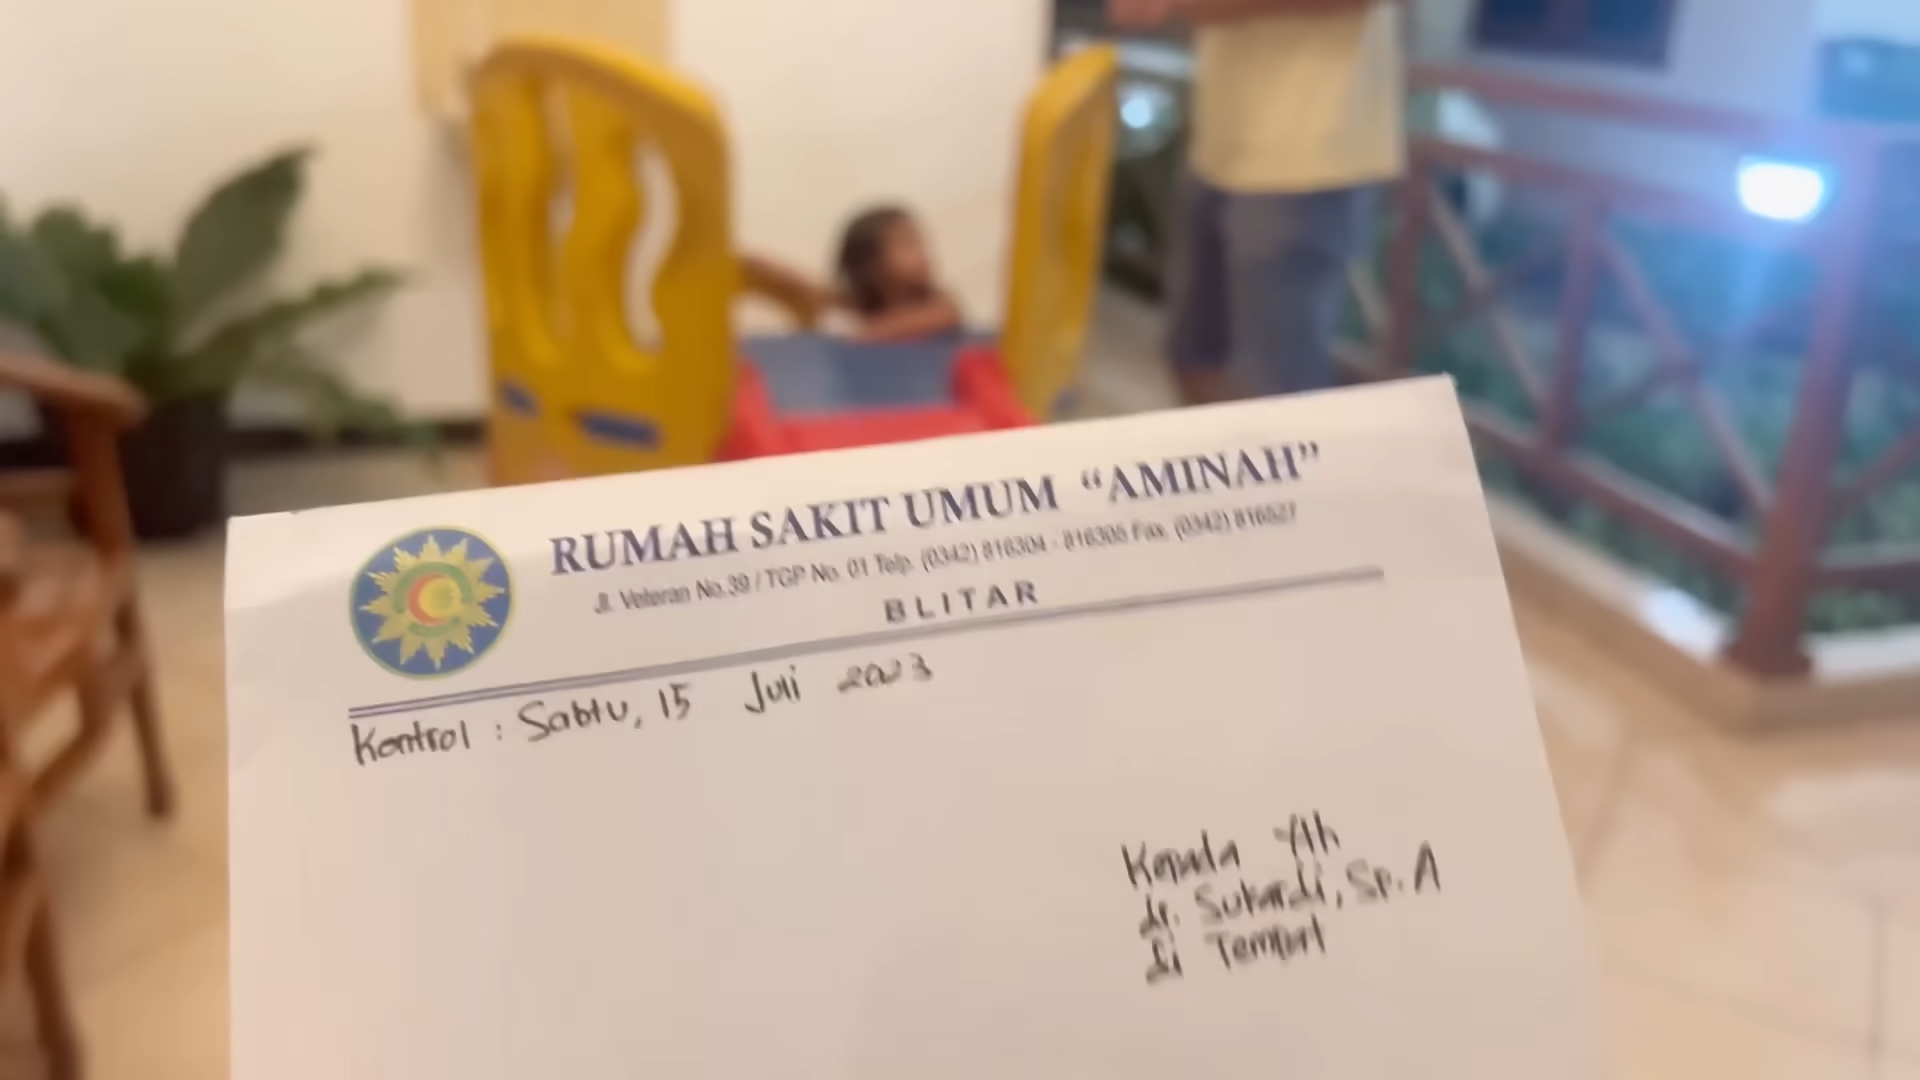 RUMAH SAKIT UMUM "AMINAH"
Jl. Veteran No.39 / TGP No. 01 Telp. (0342) 816304 - 816305 Fax. (0342) 816527
BLITAR
Kontrol : Sabtu, 15 Juli 2023
Kepada Yth
dr. Sukardi, Sp. A
di Tempat